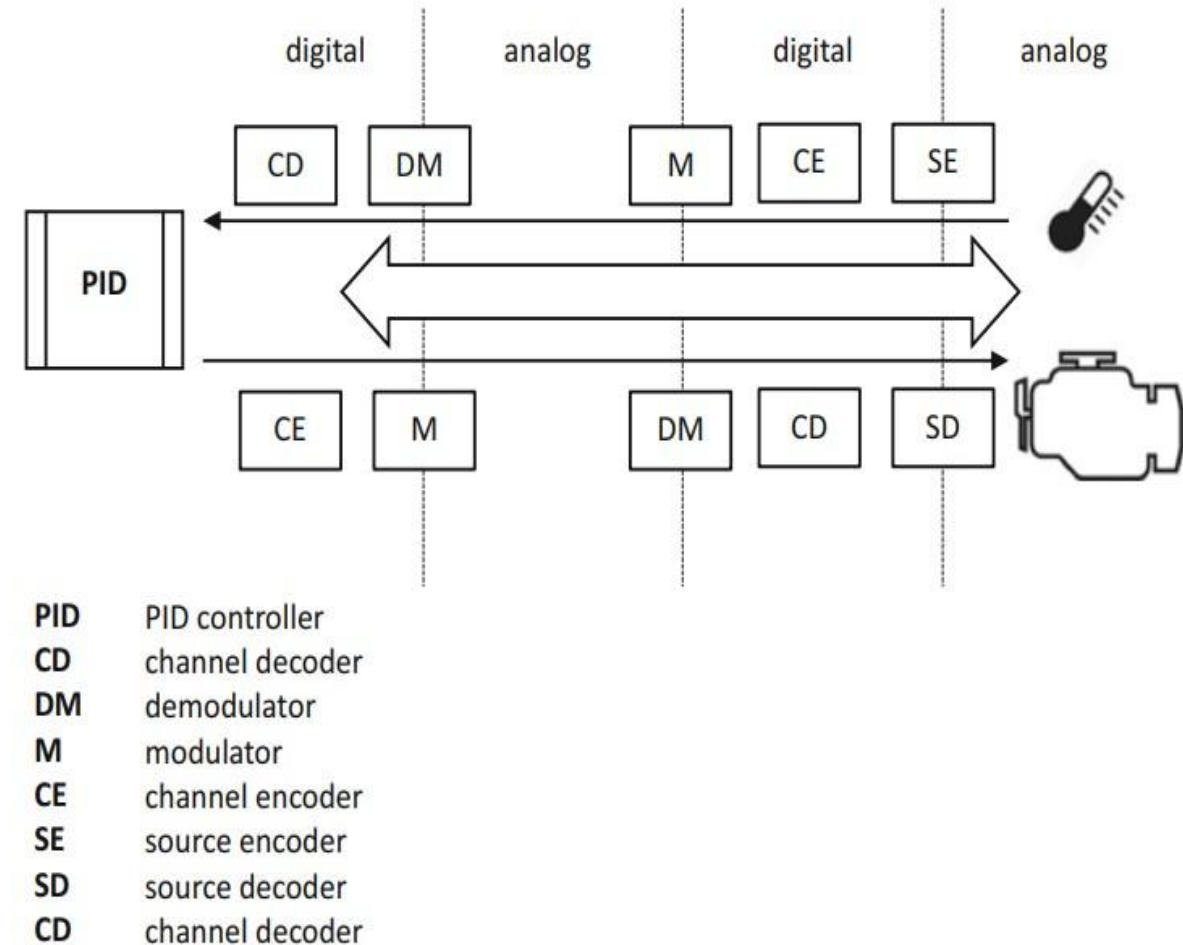 digital analog digital analog
CD DM M CE SE
PID
CE M DM CD SD
PID PID controller
CD channel decoder
DM demodulator
M modulator
CE channel encoder
SE source encoder
SD source decoder
CD channel decoder